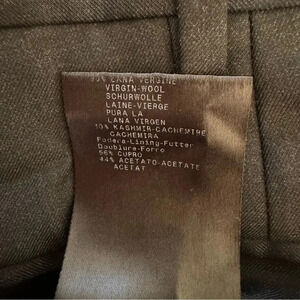 90% LANA VERGINE
VIRGIN-WOOL
SCHURWOLLE
LAINE-VIERGE
PURA LA
LANA VIRGEN
10% KASHMIR-CACHEMIRE
CACHEMIRA
Fodera-Lining-Futter
Doublure-Forro
56% CUPRO
44% ACETATO-ACETATE
ACETAT